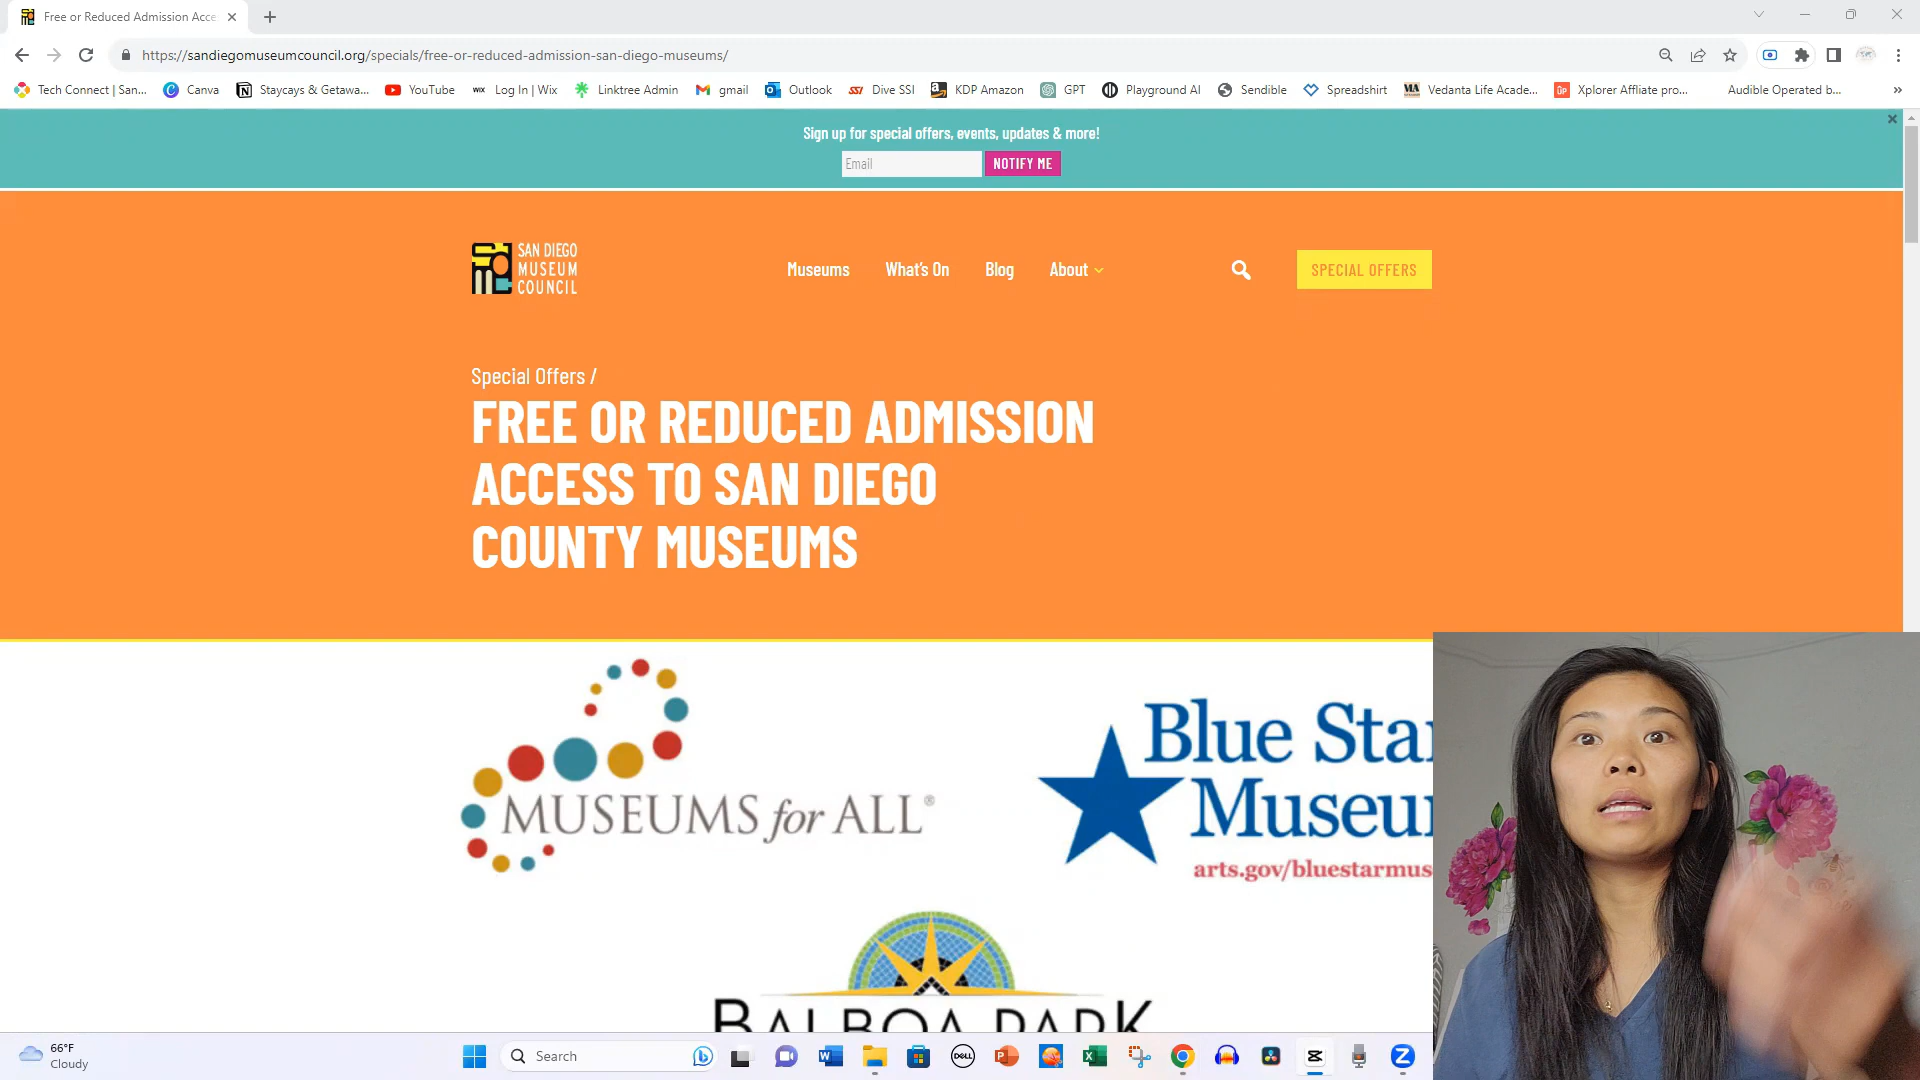 Free or Reduced Admission Acce
https://sandiegomuseumcouncil.org/specials/free-or-reduced-admission-san-diego-museums/
Tech Connect | San... Canva Staycays & Getawa... YouTube Log In | Wix Linktree Admin gmail Outlook Dive SSI KDP Amazon GPT Playground AI Sendible Spreadshirt Vedanta Life Acade... Xplorer Affliate pro... Audible Operated b... »
Sign up for special offers, events, updates & more!
Email NOTIFY ME
SAN DIEGO
MUSEUM
COUNCIL
Museums What's On Blog About SPECIAL OFFERS
Special Offers /
FREE OR REDUCED ADMISSION
ACCESS TO SAN DIEGO
COUNTY MUSEUMS
MUSEUMS for ALL®
Blue Star
Museu
arts.gov/bluestarmus
BALBOA PARK
66°F
Cloudy
Search